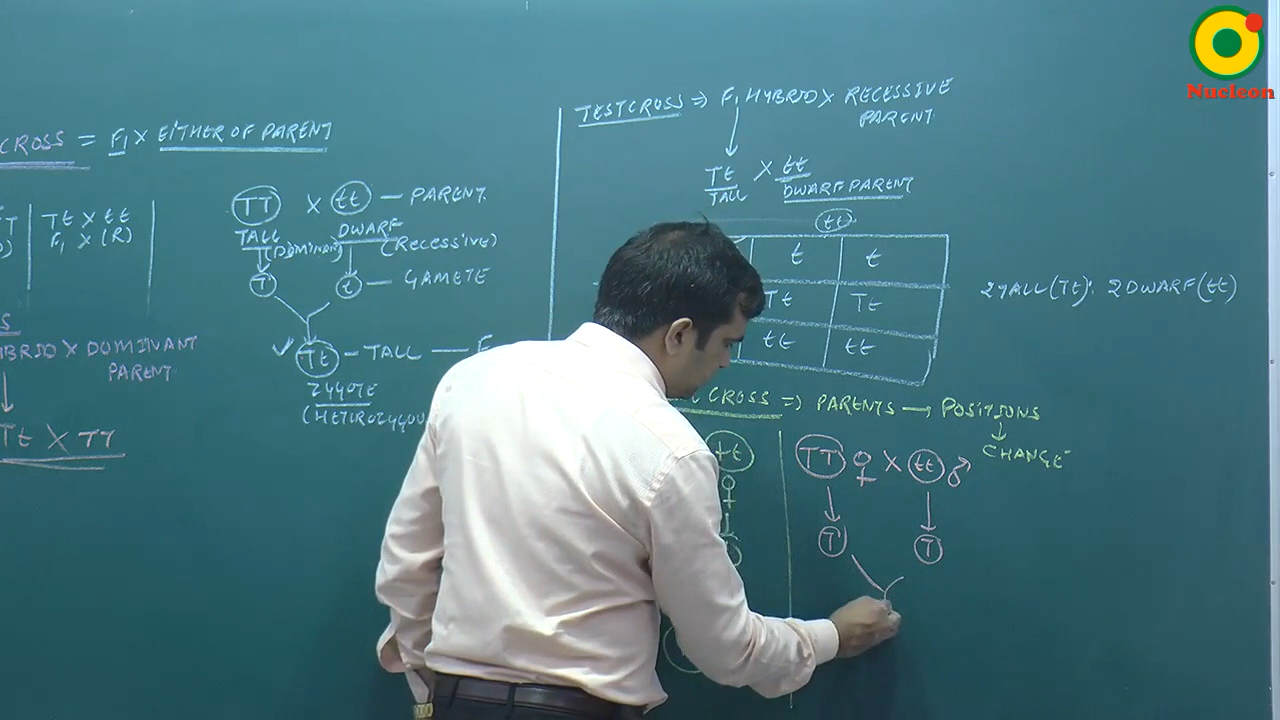 CROSS = F1 X EITHER OF PARENT
Tt X tt
F1 X (R)
HYBRID X DOMINANT
PARENT
Tt X TT
TT X tt — PARENT
TALL DWARF
(DOMINANT) (RECESSIVE)
T t — GAMETE
Tt — TALL —
ZYGOTE
TESTCROSS ⇒ F1 HYBRID X RECESSIVE
PARENT
Tt X tt
TALL DWARF PARENT
tt
t t
Tt Tt
tt tt
2 TALL (Tt): 2 DWARF (tt)
CROSS ⇒ PARENTS → POSITIONS
CHANGE
tt ♀
TT ♀ X tt ♂
T T
Nucleon